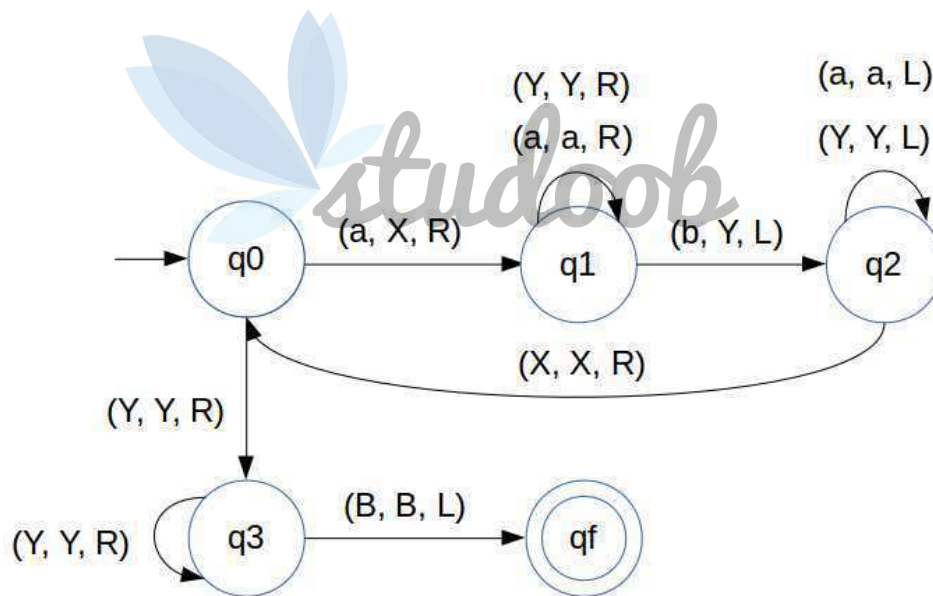 (Y, Y, R)
(a, a, R)
(a, a, L)
(Y, Y, L)
studoob
q0
(a, X, R)
q1
(b, Y, L)
q2
(X, X, R)
(Y, Y, R)
(Y, Y, R)
q3
(B, B, L)
qf